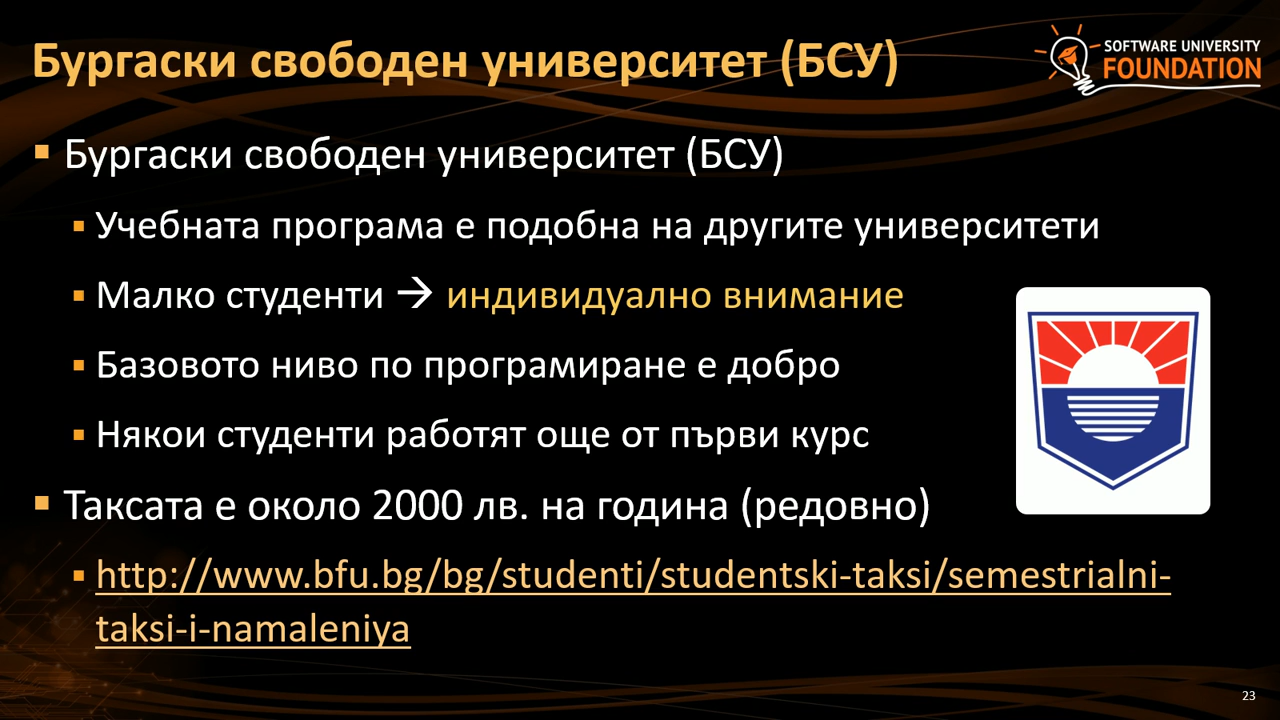 Бургаски свободен университет (БСУ)
SOFTWARE UNIVERSITY
FOUNDATION
▪ Бургаски свободен университет (БСУ)
▪ Учебната програма е подобна на другите университети
▪ Малко студенти → индивидуално внимание
▪ Базовото ниво по програмиране е добро
▪ Някои студенти работят още от първи курс
▪ Таксата е около 2000 лв. на година (редовно)
▪ http://www.bfu.bg/bg/studenti/studentski-taksi/semestrialni-
taksi-i-namaleniya
23